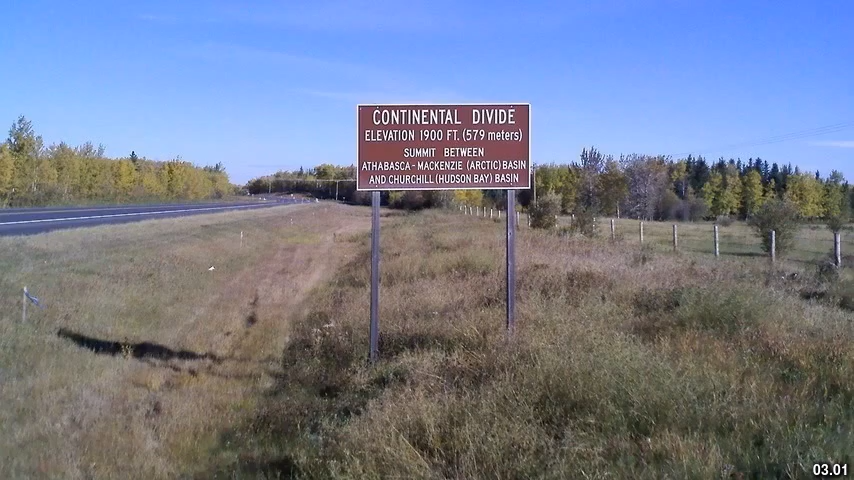 CONTINENTAL DIVIDE
ELEVATION 1900 FT. (579 meters)
SUMMIT BETWEEN
ATHABASCA-MACKENZIE (ARCTIC) BASIN
AND CHURCHILL (HUDSON BAY) BASIN
03.01